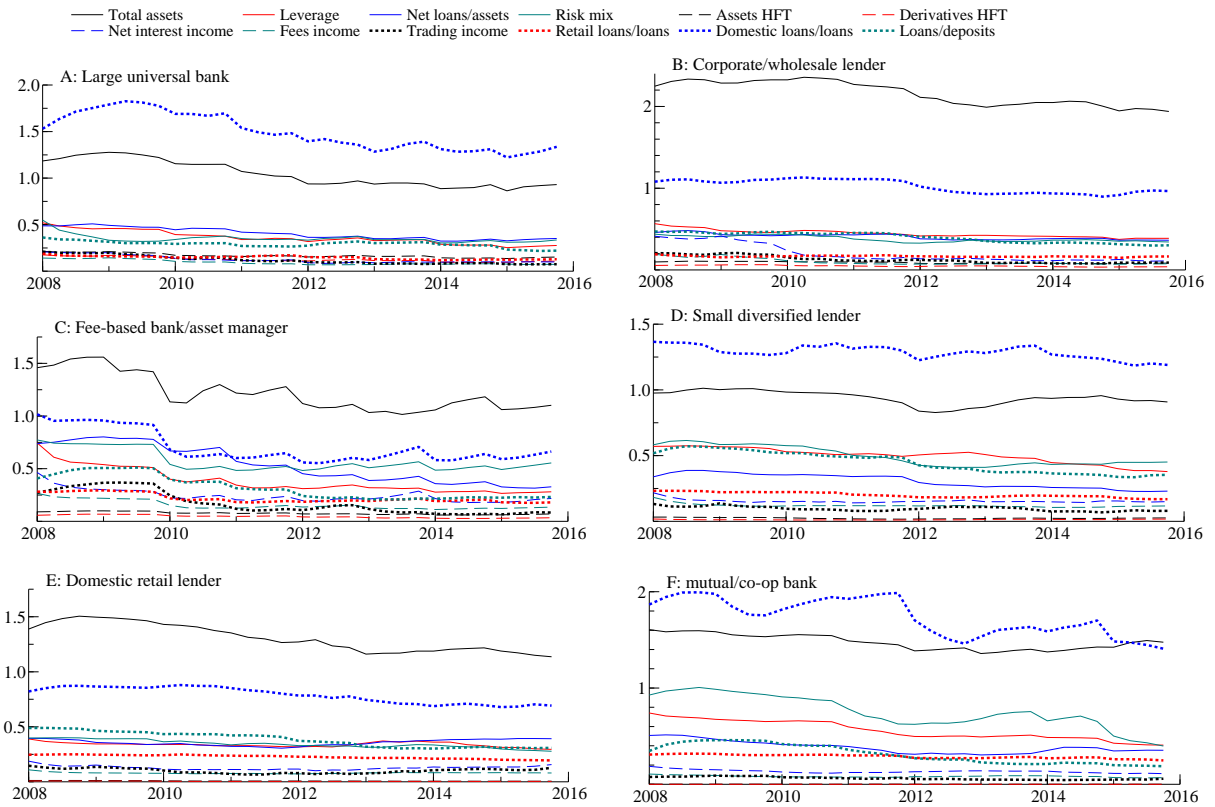 Total assets Leverage Net loans/assets Risk mix Assets HFT Derivatives HFT
Net interest income Fees income Trading income Retail loans/loans Domestic loans/loans Loans/deposits
A: Large universal bank
2.0
1.5
1.0
0.5
2008 2010 2012 2014 2016
B: Corporate/wholesale lender
2
1
2008 2010 2012 2014 2016
C: Fee-based bank/asset manager
1.5
1.0
0.5
2008 2010 2012 2014 2016
D: Small diversified lender
1.5
1.0
0.5
2008 2010 2012 2014 2016
E: Domestic retail lender
1.5
1.0
0.5
2008 2010 2012 2014 2016
F: mutual/co-op bank
2
1
2008 2010 2012 2014 2016